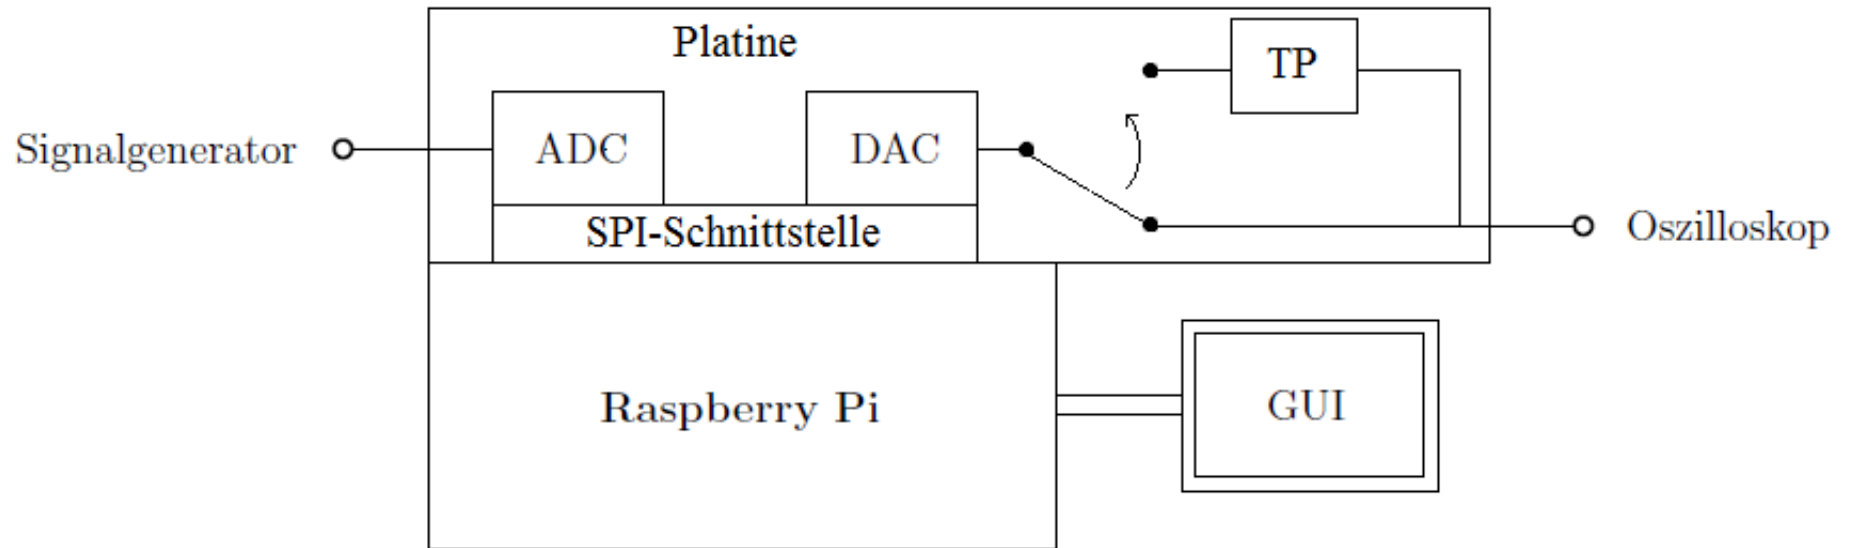 Platine
TP
Signalgenerator
ADC
DAC
SPI-Schnittstelle
Oszilloskop
Raspberry Pi
GUI